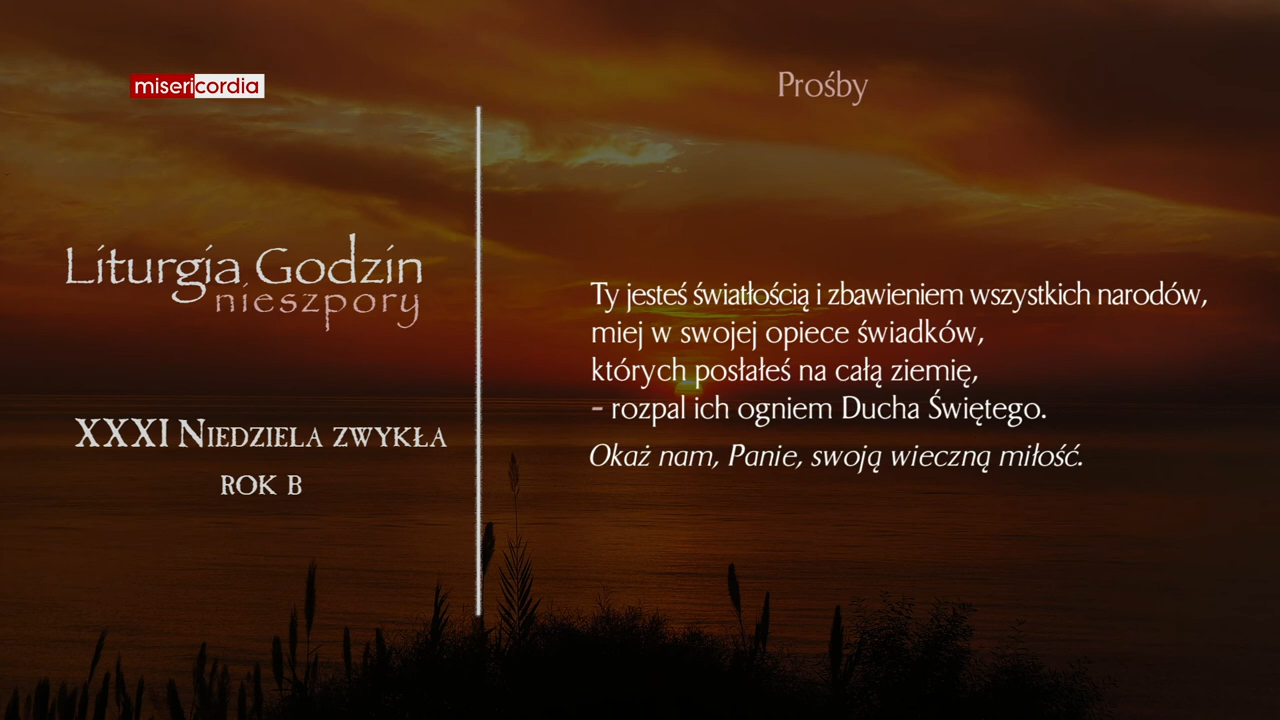 misericordia
Prośby
Liturgia Godzin
nieszpory
XXXI Niedziela zwykła
rok B
Ty jesteś światłością i zbawieniem wszystkich narodów,
miej w swojej opiece świadków,
których posłałeś na całą ziemię,
- rozpal ich ogniem Ducha Świętego.
Okaż nam, Panie, swoją wieczną miłość.